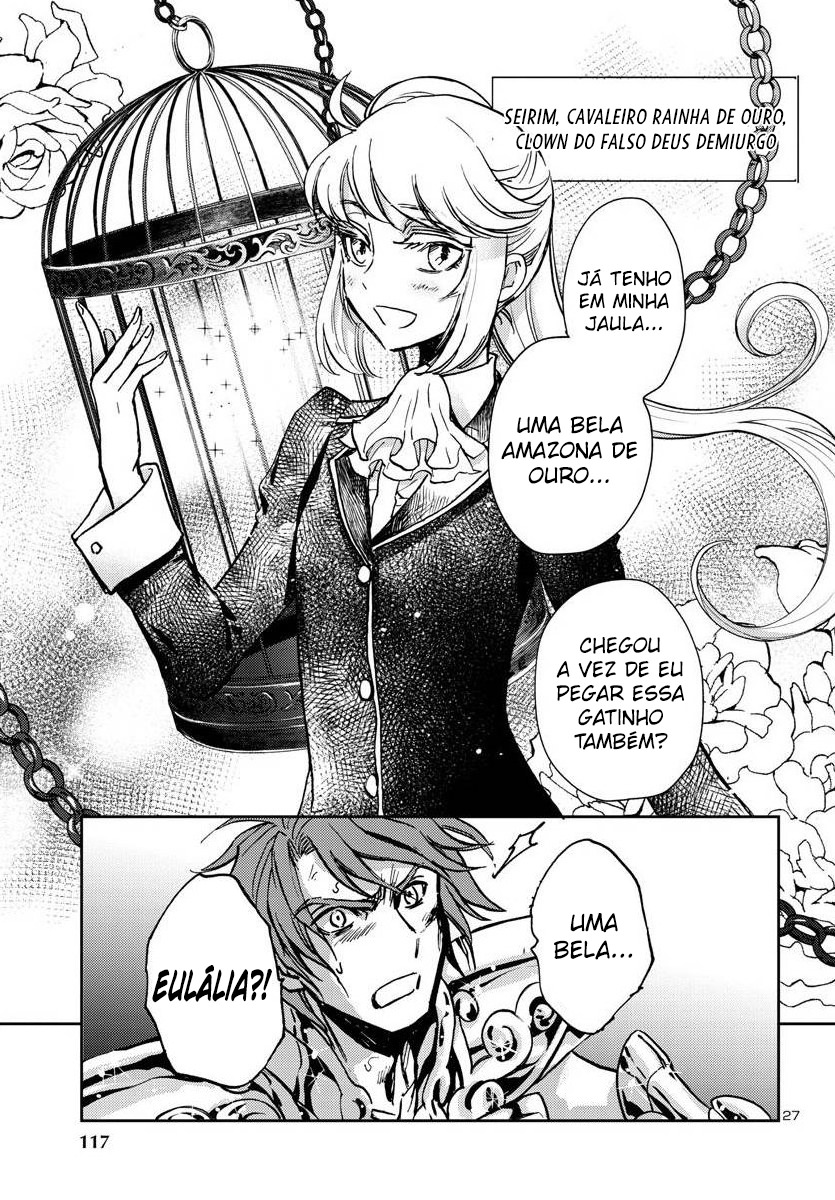 SEIRIM, CAVALEIRO RAINHA DE OURO,
CLOWN DO FALSO DEUS DEMIURGO
JÁ TENHO
EM MINHA
JAULA...
UMA BELA
AMAZONA DE
OURO...
CHEGOU
A VEZ DE EU
PEGAR ESSA
GATINHO
TAMBÉM?
UMA
BELA...
EULÁLIA?!
27
117